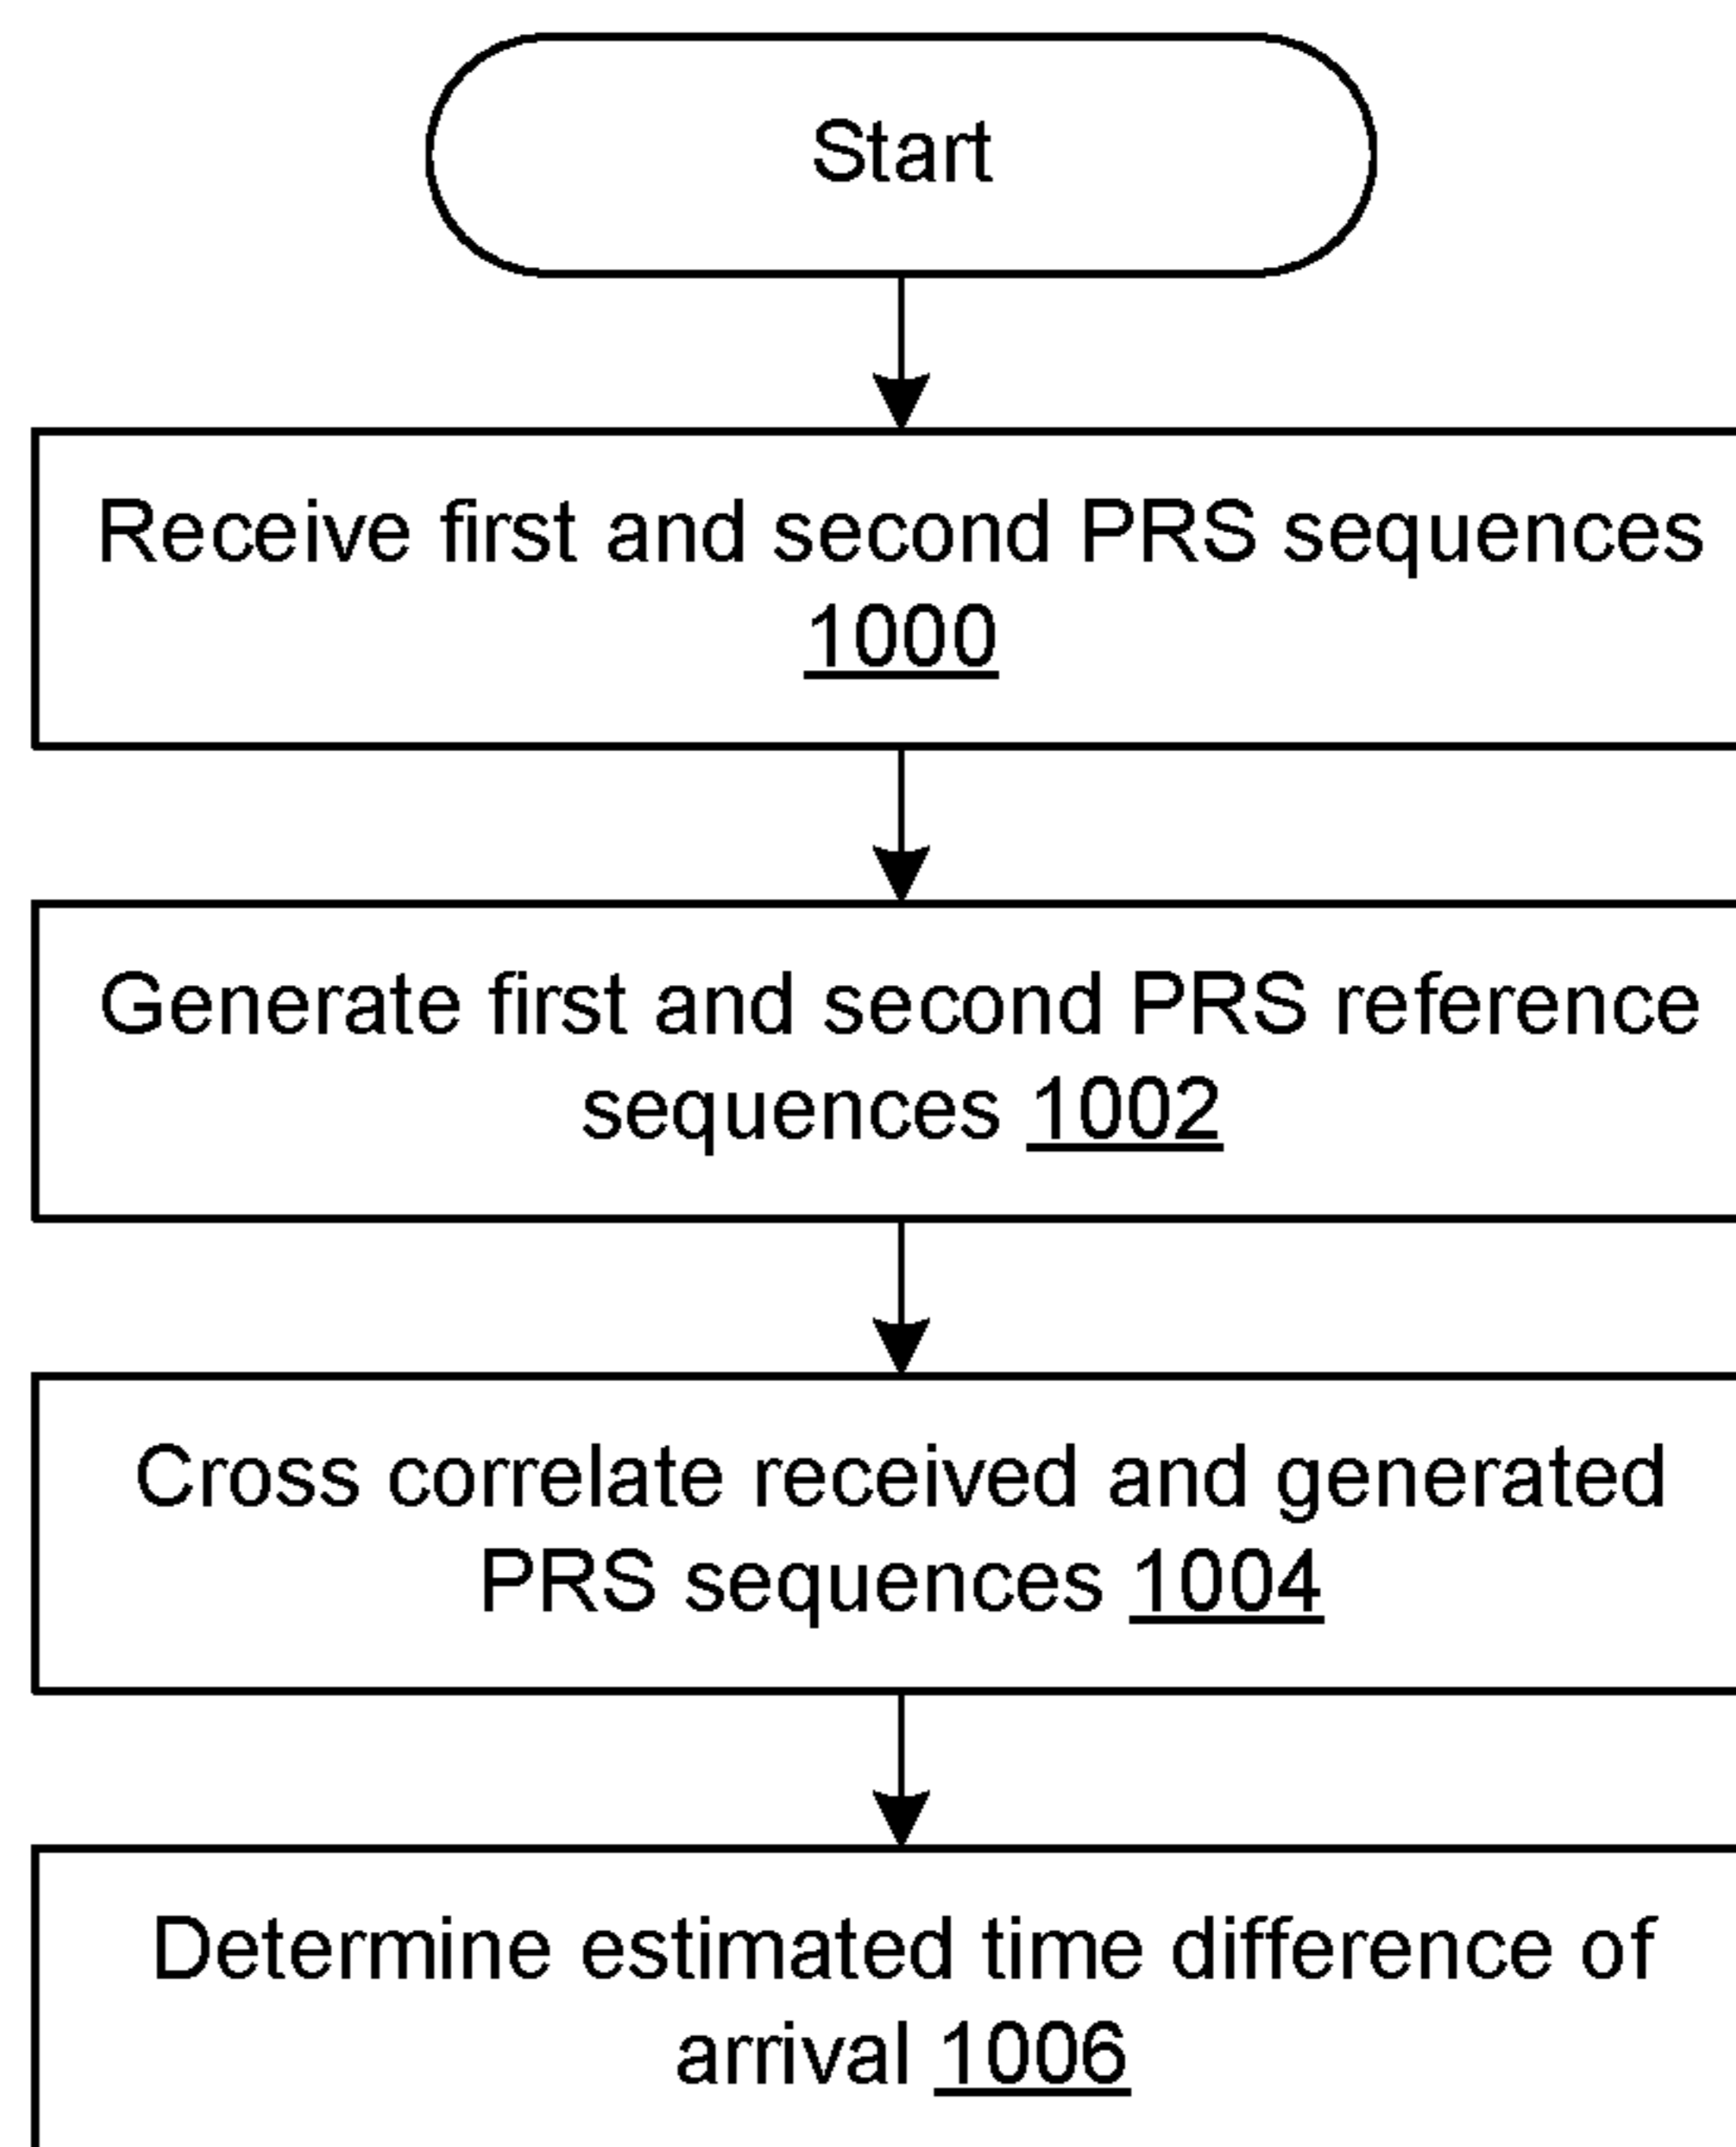 Start
Receive first and second PRS sequences
1000
Generate first and second PRS reference
sequences 1002
Cross correlate received and generated
PRS sequences 1004
Determine estimated time difference of
arrival 1006